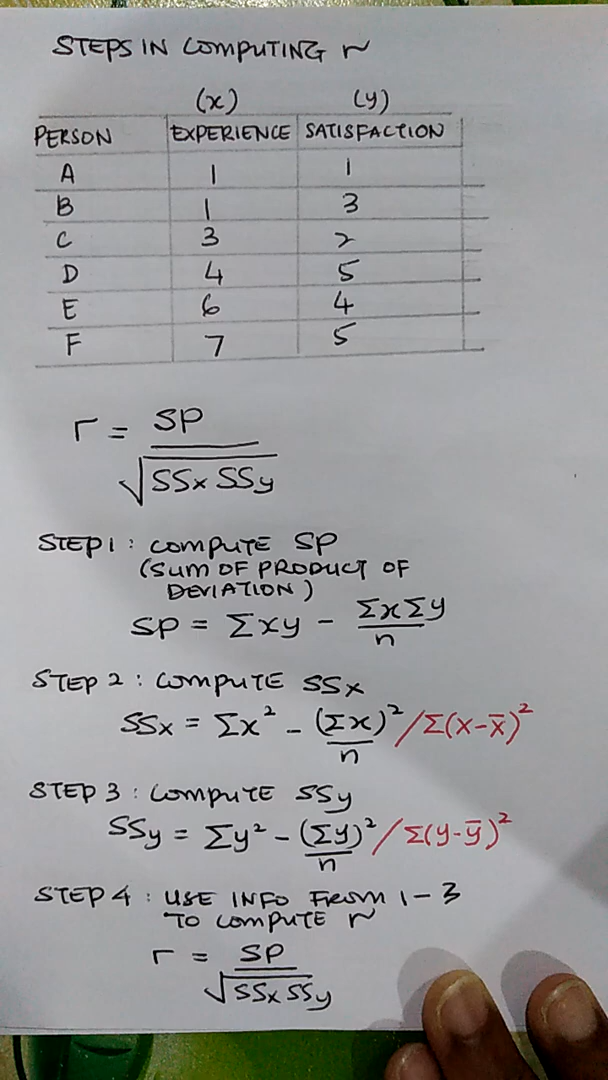 STEPS IN COMPUTING r
(x) (y)
PERSON EXPERIENCE SATISFACTION
A 1 1
B 1 3
C 3 2
D 4 5
E 6 4
F 7 5
r = SP / √SSx SSy
STEP 1 : COMPUTE SP
(SUM OF PRODUCT OF
DEVIATION)
SP = Σxy - ΣxΣy / n
STEP 2 : COMPUTE SSx
SSx = Σx² - (Σx)² / n / Σ(x-x̄)²
STEP 3 : COMPUTE SSy
SSy = Σy² - (Σy)² / n / Σ(y-ȳ)²
STEP 4 : USE INFO FROM 1-3
TO COMPUTE r
r = SP / √SSx SSy